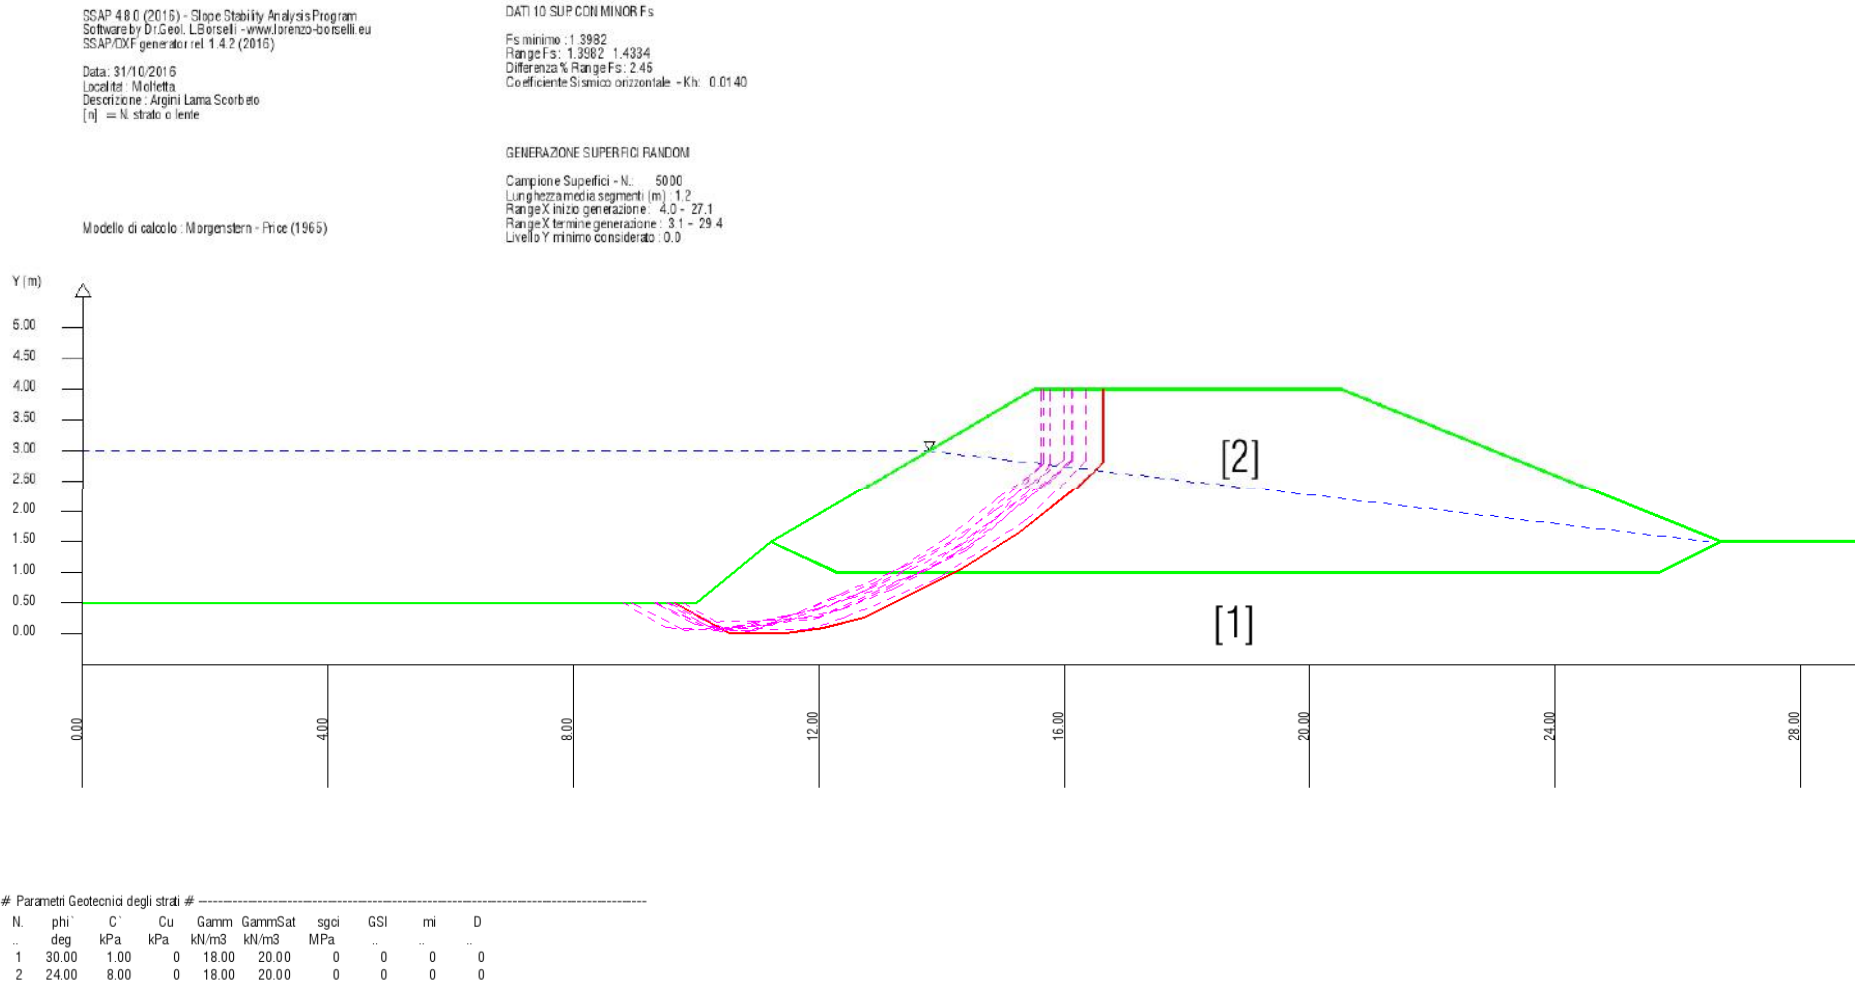 SSAP 4.8.0 (2016) - Slope Stability Analysis Program
Software by Dr.Geol. L.Borselli - www.lorenzo-borselli.eu
SSAP/DXF generator rel. 1.4.2 (2016)
Data : 31/10/2016
Localita' : Molfetta
Descrizione : Argini Lama Scorbeto
[n] = N. strato o lente
Modello di calcolo : Morgenstern - Price (1965)
DATI 10 SUP. CON MINOR Fs
Fs minimo : 1.3982
Range Fs : 1.3982 1.4334
Differenza % Range Fs : 2.45
Coefficiente Sismico orizzontale - Kh: 0.0140
GENERAZIONE SUPERFICI RANDOM
Campione Superfici - N.: 5000
Lunghezza media segmenti (m) : 1.2
Range X inizio generazione : 4.0 - 27.1
Range X termine generazione : 3.1 - 29.4
Livello Y minimo considerato : 0.0
Y (m)
5.00
4.50
4.00
3.50
3.00
2.50
2.00
1.50
1.00
0.50
0.00
[2]
[1]
0.00 4.00 8.00 12.00 16.00 20.00 24.00 28.00
# Parametri Geotecnici degli strati # -----------------------------------------------------------------------------------------
N. phi` C` Cu Gamm GammSat sgci GSI mi D
.. deg kPa kPa kN/m3 kN/m3 MPa .. .. ..
1 30.00 1.00 0 18.00 20.00 0 0 0 0
2 24.00 8.00 0 18.00 20.00 0 0 0 0